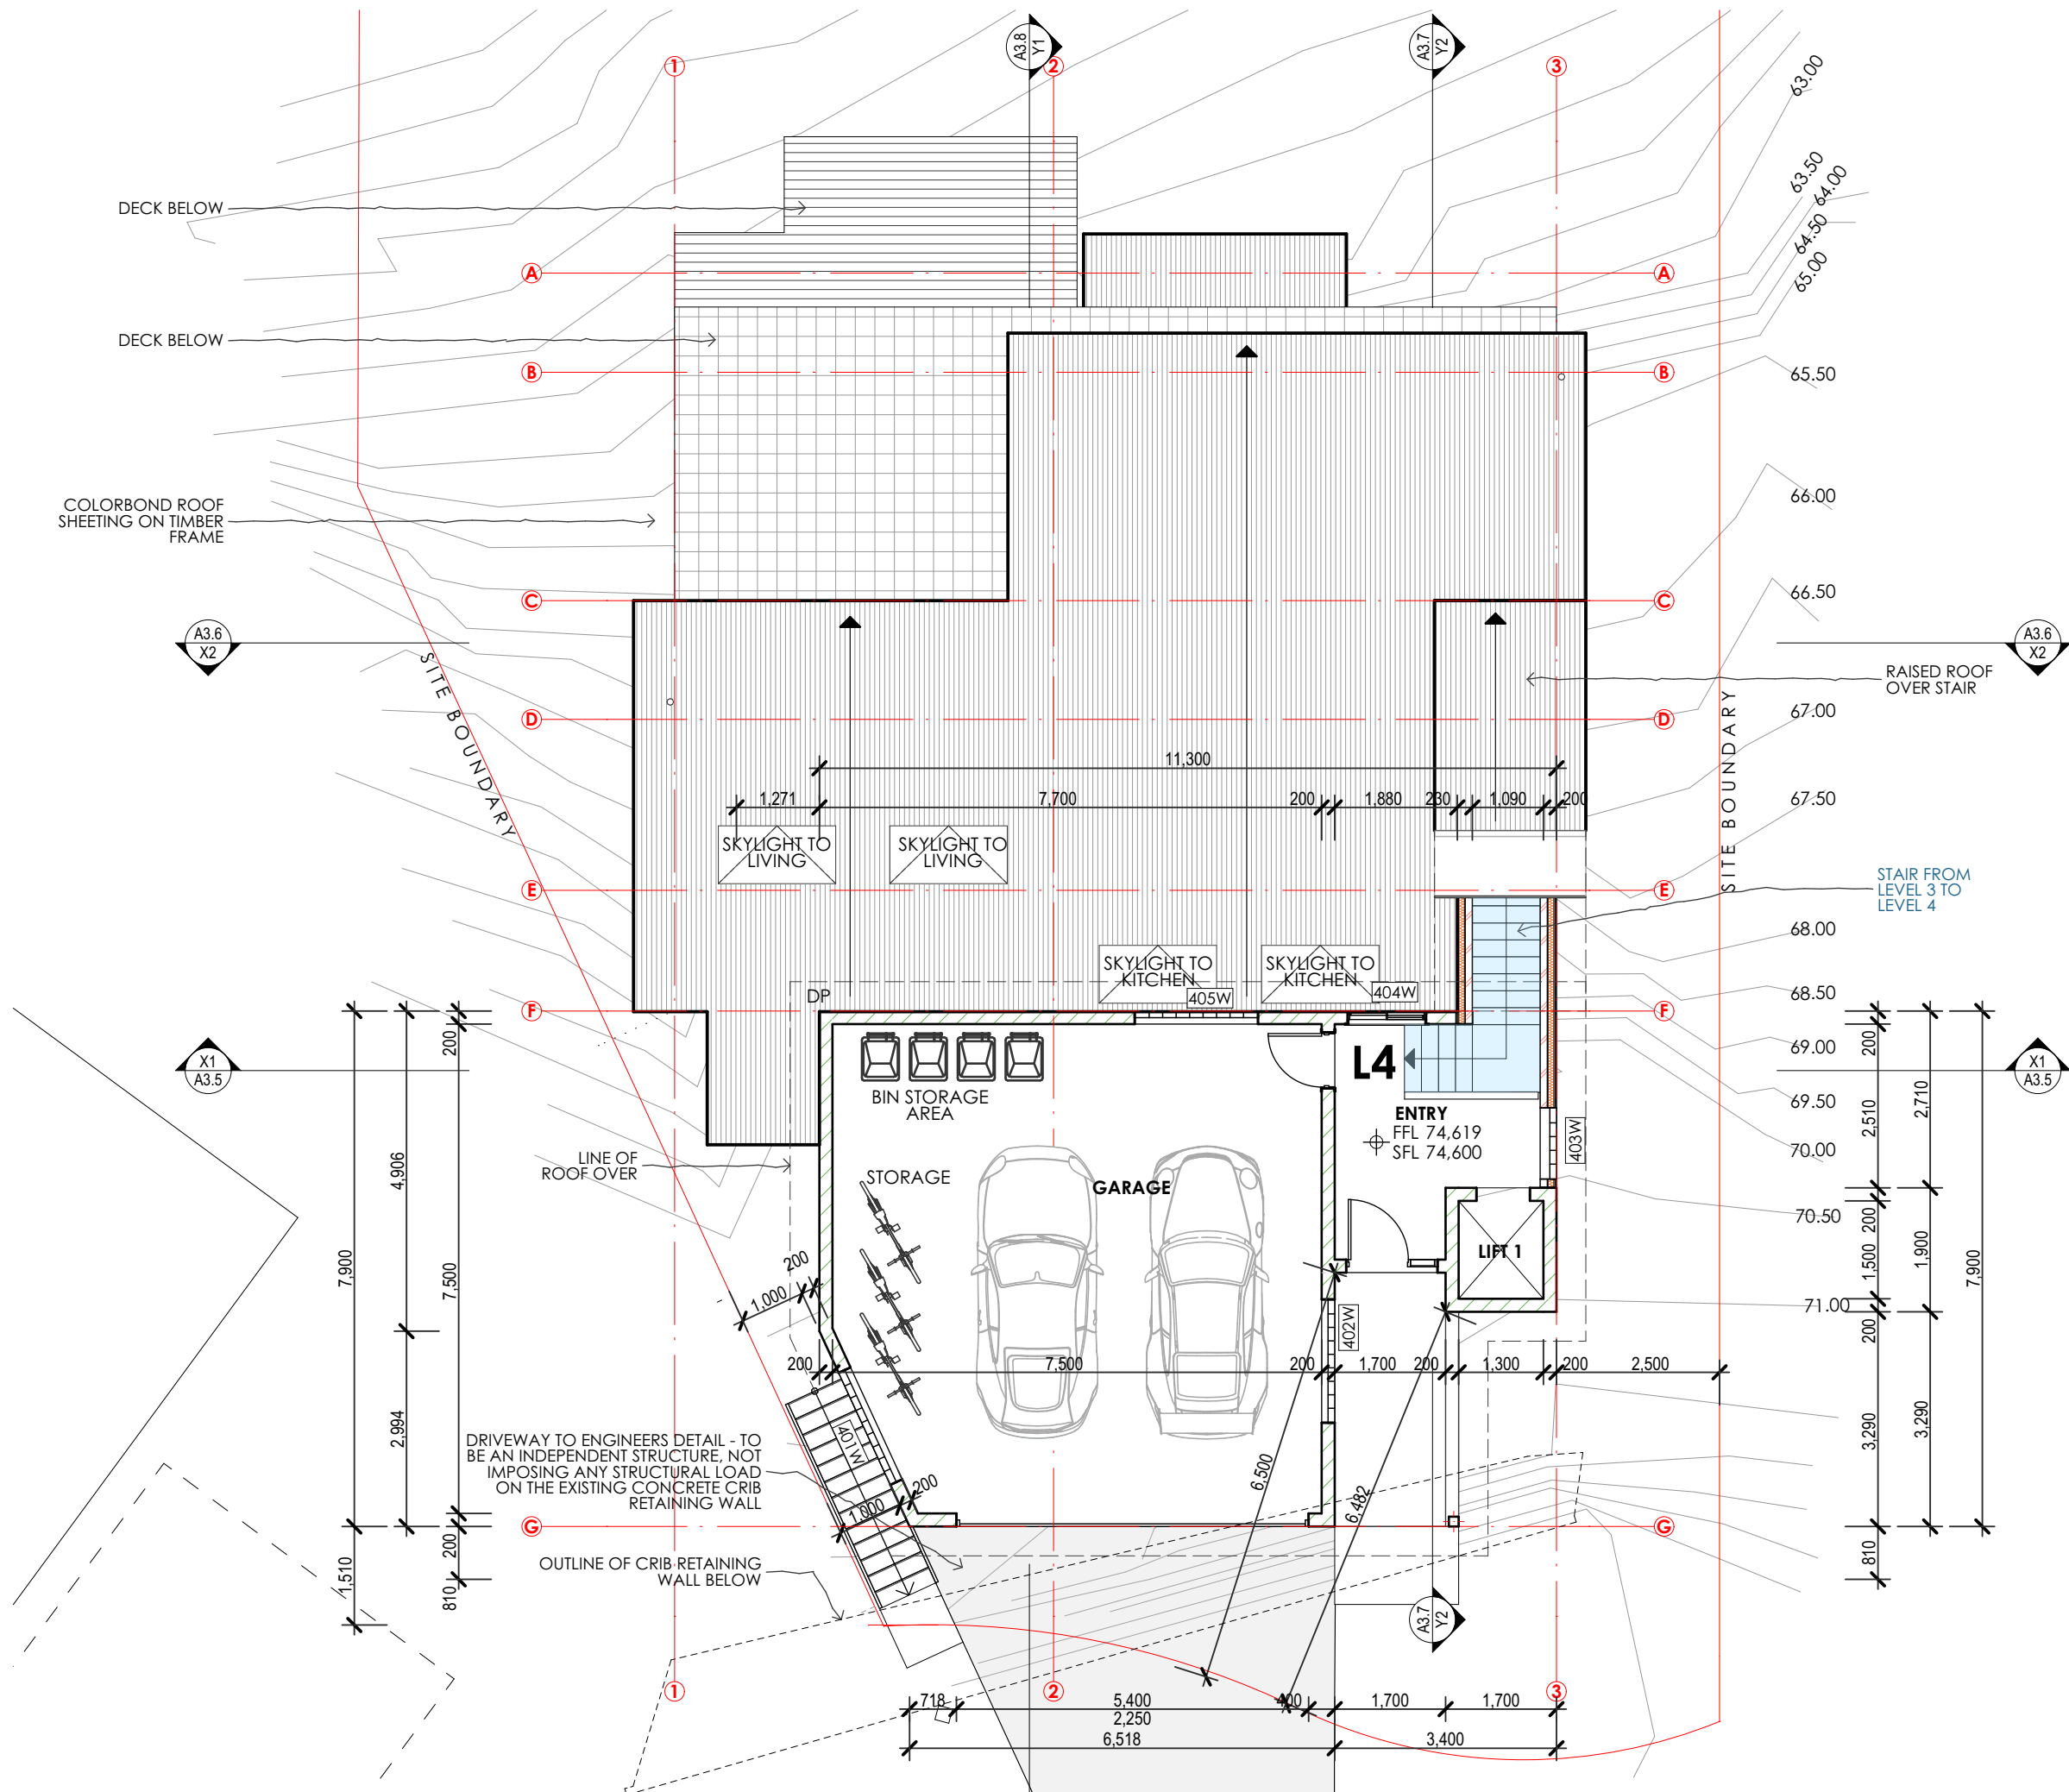 A3.8
Y1
A3.7
Y2
1
2
3
63.00
63.50
64.00
64.50
65.00
DECK BELOW
A
A
DECK BELOW
B
B
65.50
COLORBOND ROOF
SHEETING ON TIMBER
FRAME
66.00
C
C
66.50
A3.6
X2
A3.6
X2
SITE BOUNDARY
RAISED ROOF
OVER STAIR
SITE BOUNDARY
D
D
67.00
11,300
1,271
7,700
200
1,880
230
1,090
200
67.50
SKYLIGHT TO
LIVING
SKYLIGHT TO
LIVING
E
E
STAIR FROM
LEVEL 3 TO
LEVEL 4
68.00
SKYLIGHT TO
KITCHEN
SKYLIGHT TO
KITCHEN
405W
404W
68.50
DP
F
F
69.00
X1
A3.5
X1
A3.5
L4
BIN STORAGE
AREA
69.50
ENTRY
FFL 74,619
SFL 74,600
403W
70.00
LINE OF
ROOF OVER
STORAGE
GARAGE
70.50
LIFT 1
71.00
200
4,906
7,900
7,500
2,994
200
1,510
810
200
2,710
2,510
200
1,900
1,500
7,900
200
3,290
3,290
810
1,000
200
402W
200
7,500
200
1,700
200
1,300
200
2,500
401W
DRIVEWAY TO ENGINEERS DETAIL - TO
BE AN INDEPENDENT STRUCTURE, NOT
IMPOSING ANY STRUCTURAL LOAD
ON THE EXISTING CONCRETE CRIB
RETAINING WALL
200
1,000
6,500
6,482
G
G
OUTLINE OF CRIB RETAINING
WALL BELOW
A3.7
Y2
1
2
3
718
5,400
400
1,700
1,700
2,250
6,518
3,400